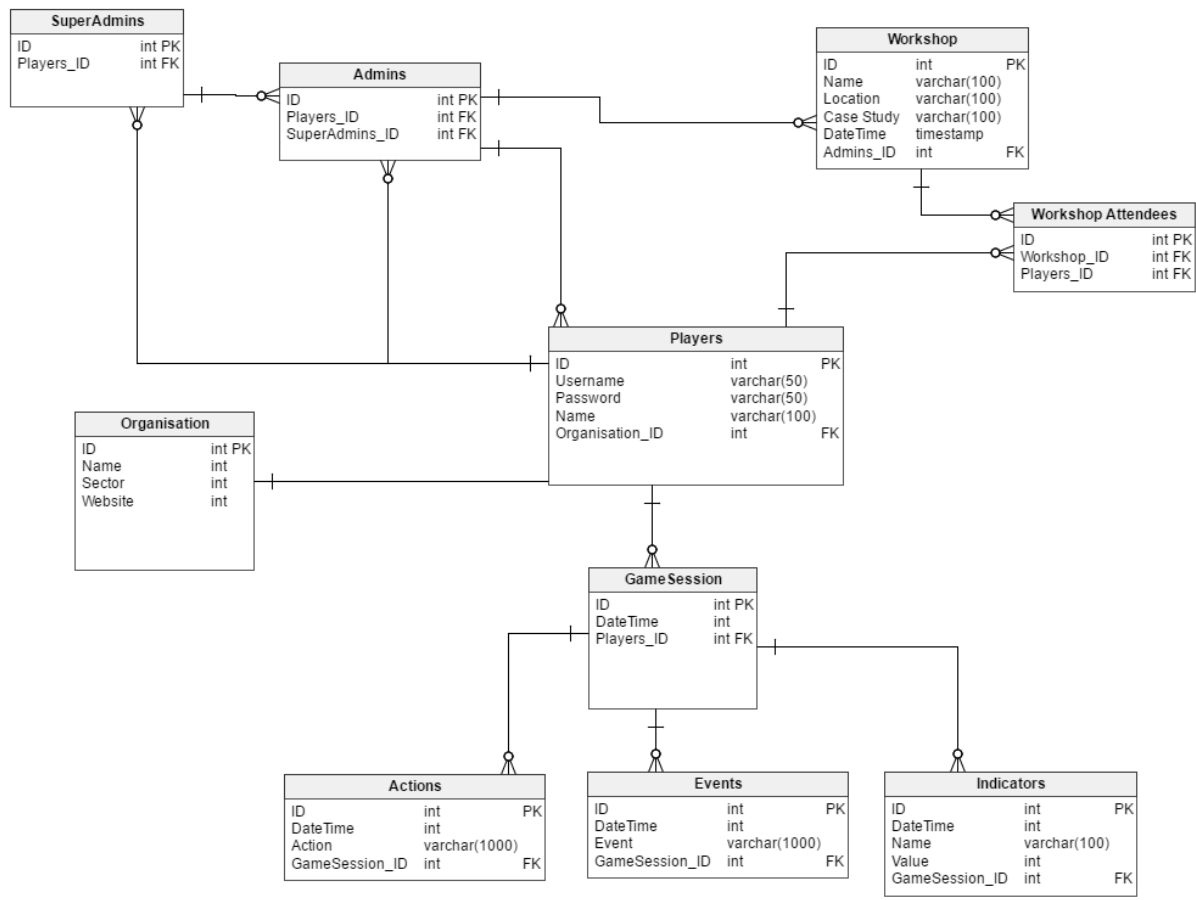 SuperAdmins
ID int PK
Players_ID int FK
Admins
ID int PK
Players_ID int FK
SuperAdmins_ID int FK
Workshop
ID int PK
Name varchar(100)
Location varchar(100)
Case Study varchar(100)
DateTime timestamp
Admins_ID int FK
Workshop Attendees
ID int PK
Workshop_ID int FK
Players_ID int FK
Players
ID int PK
Username varchar(50)
Password varchar(50)
Name varchar(100)
Organisation_ID int FK
Organisation
ID int PK
Name int
Sector int
Website int
GameSession
ID int PK
DateTime int
Players_ID int FK
Actions
ID int PK
DateTime int
Action varchar(1000)
GameSession_ID int FK
Events
ID int PK
DateTime int
Event varchar(1000)
GameSession_ID int FK
Indicators
ID int PK
DateTime int
Name varchar(100)
Value int
GameSession_ID int FK